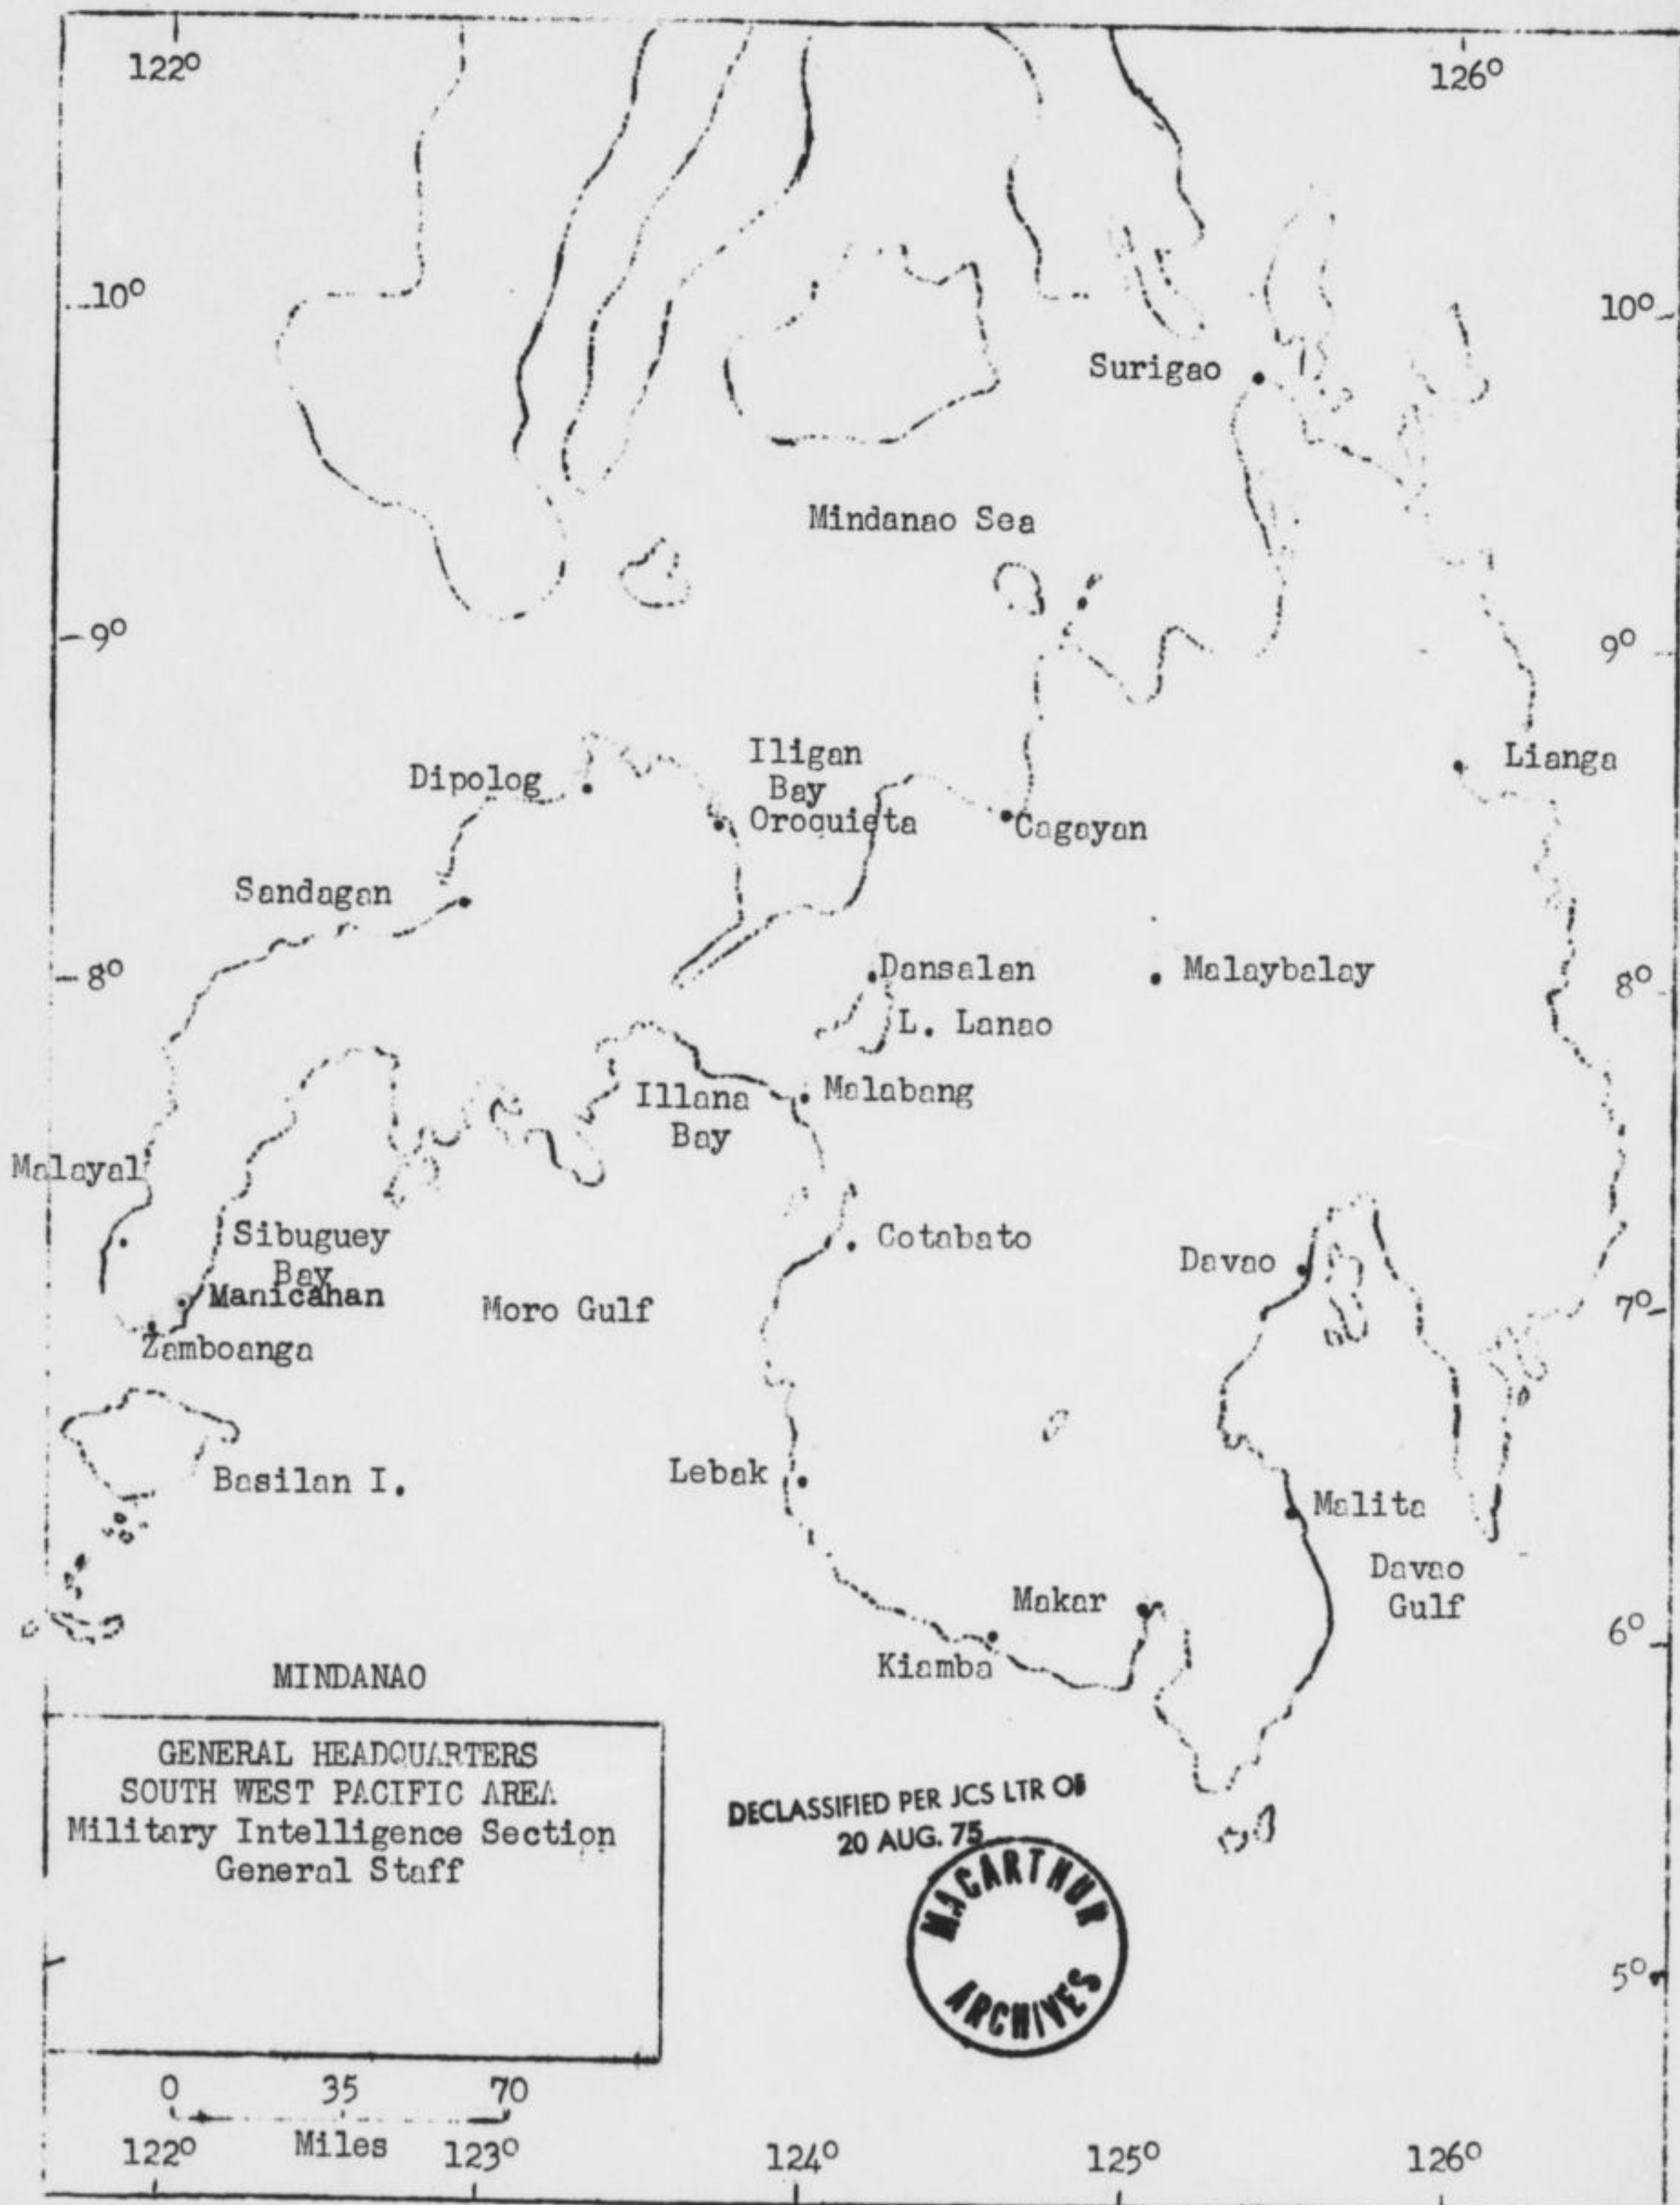 122°
126°
10°
10°
Surigao
Mindanao Sea
9°
9°
Iligan
Bay
Dipolog
Lianga
Oroquieta
Cagayan
Sandagan
8°
Dansalan
Malaybalay
8°
L. Lanao
Illana
Bay
Malabang
Malayal
Sibuguey
Bay
Cotabato
Davao
Manicahan
Moro Gulf
7°
Zamboanga
Basilan I.
Lebak
Malita
Davao
Gulf
Makar
6°
Kiamba
MINDANAO
GENERAL HEADQUARTERS
SOUTH WEST PACIFIC AREA
Military Intelligence Section
General Staff
DECLASSIFIED PER JCS LTR OF
20 AUG. 75
MACARTHUR
ARCHIVES
5°
0 35 70
Miles
122° 123° 124° 125° 126°